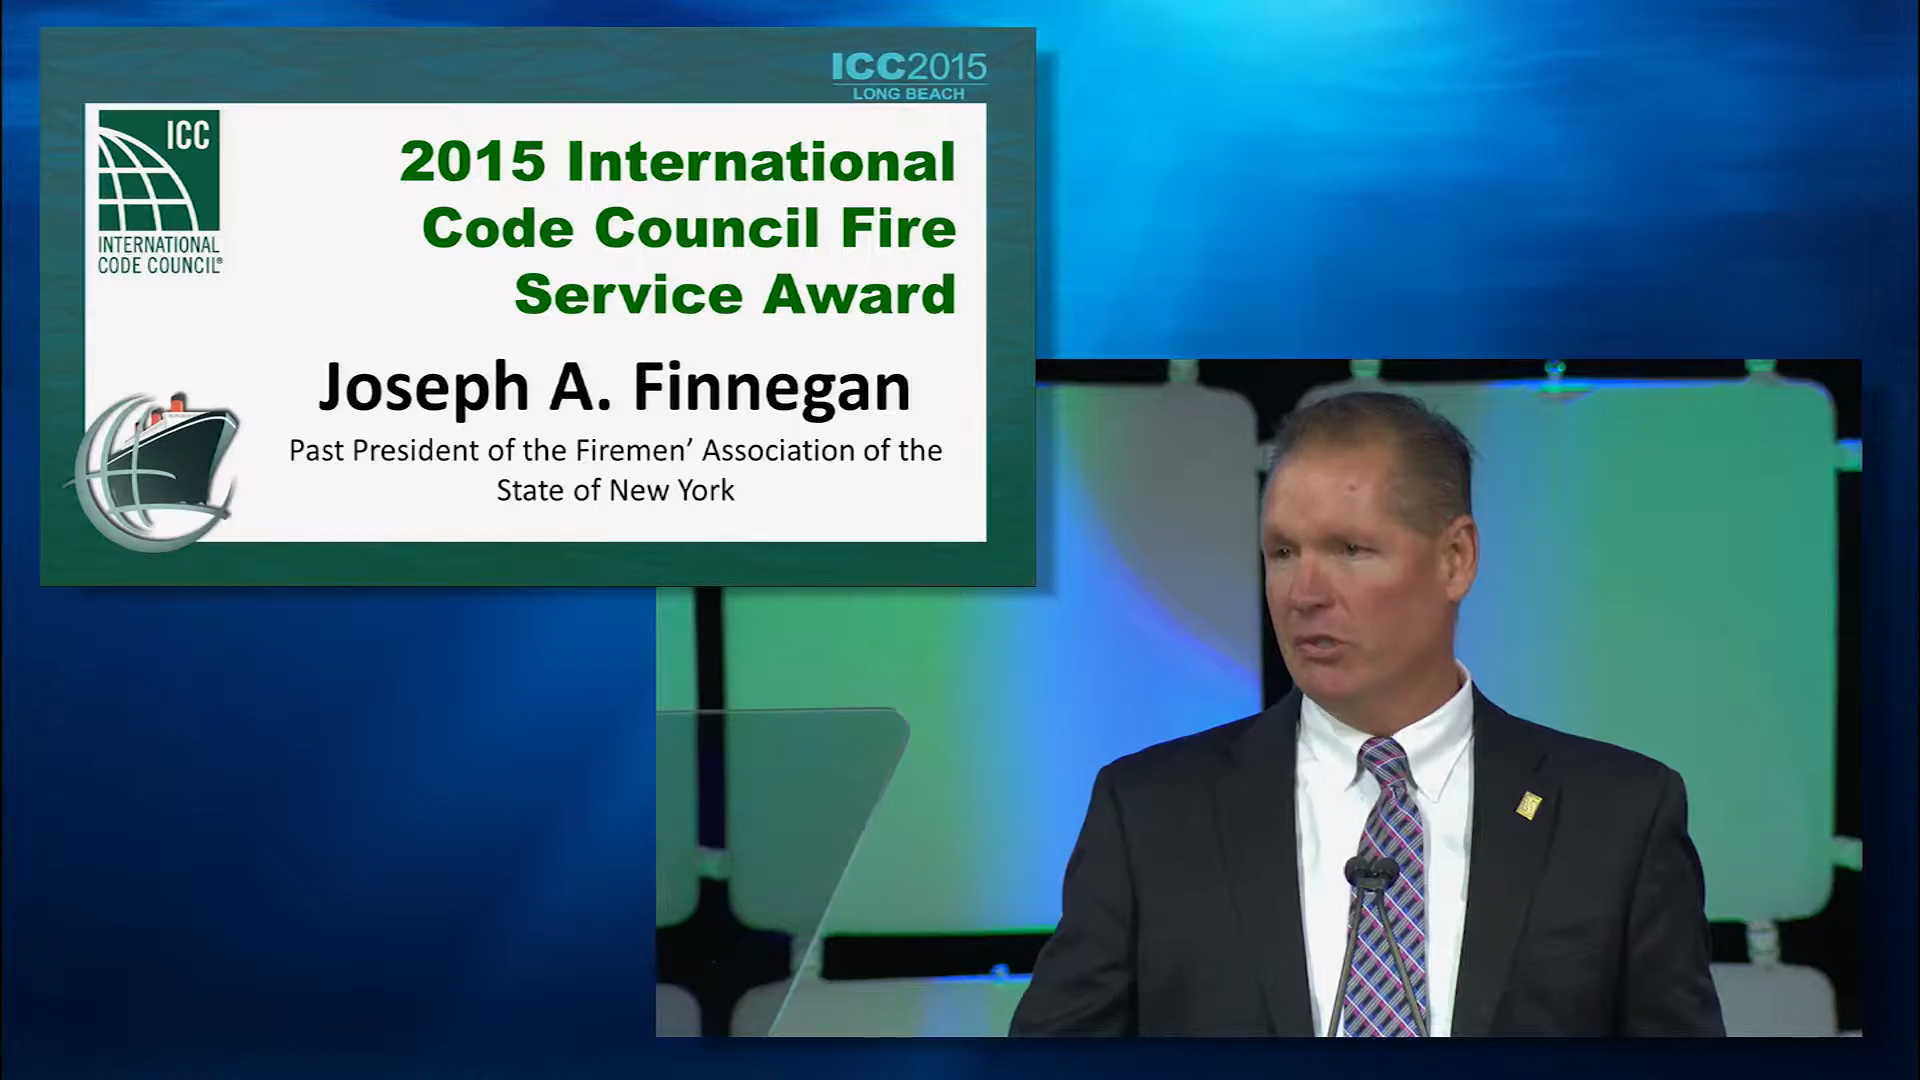 ICC2015
LONG BEACH
ICC
INTERNATIONAL
CODE COUNCIL®
2015 International
Code Council Fire
Service Award
Joseph A. Finnegan
Past President of the Firemen’ Association of the
State of New York